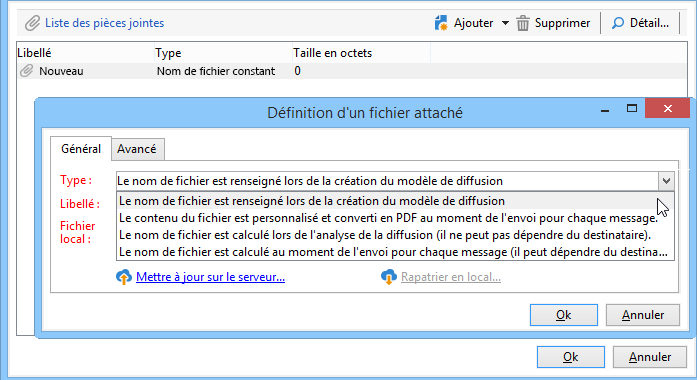 Liste des pièces jointes
Ajouter Supprimer Détail...
Libellé Type Taille en octets
Nouveau Nom de fichier constant 0
Définition d'un fichier attaché
Général Avancé
Type : Le nom de fichier est renseigné lors de la création du modèle de diffusion
Libellé : Le nom de fichier est renseigné lors de la création du modèle de diffusion
Le contenu du fichier est personnalisé et converti en PDF au moment de l'envoi pour chaque message.
Fichier local : Le nom de fichier est calculé lors de l'analyse de la diffusion (il ne peut pas dépendre du destinataire).
Le nom de fichier est calculé au moment de l'envoi pour chaque message (il peut dépendre du destina...
Mettre à jour sur le serveur... Rapatrier en local...
Ok Annuler
Ok Annuler